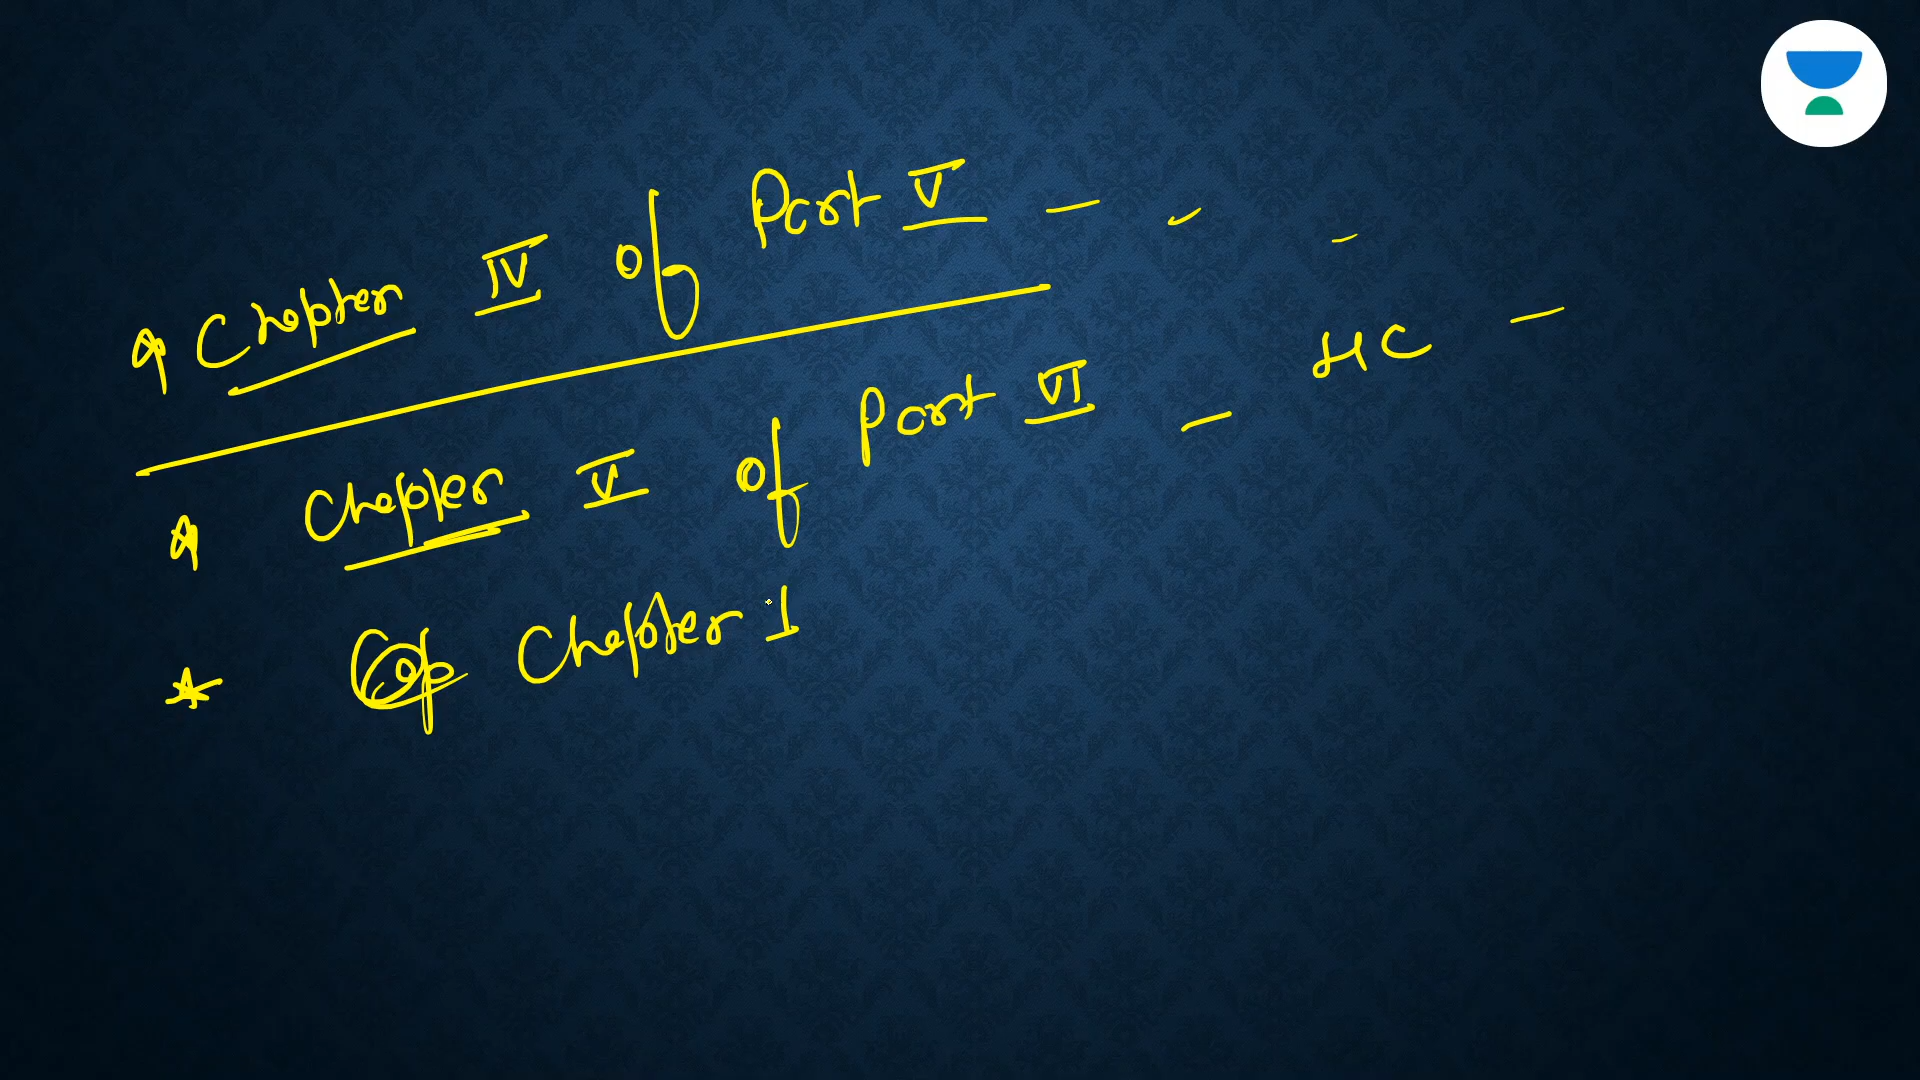 * Chapter IV of Part V - -
* Chapter V of Part VI - HC -
* Chapter I